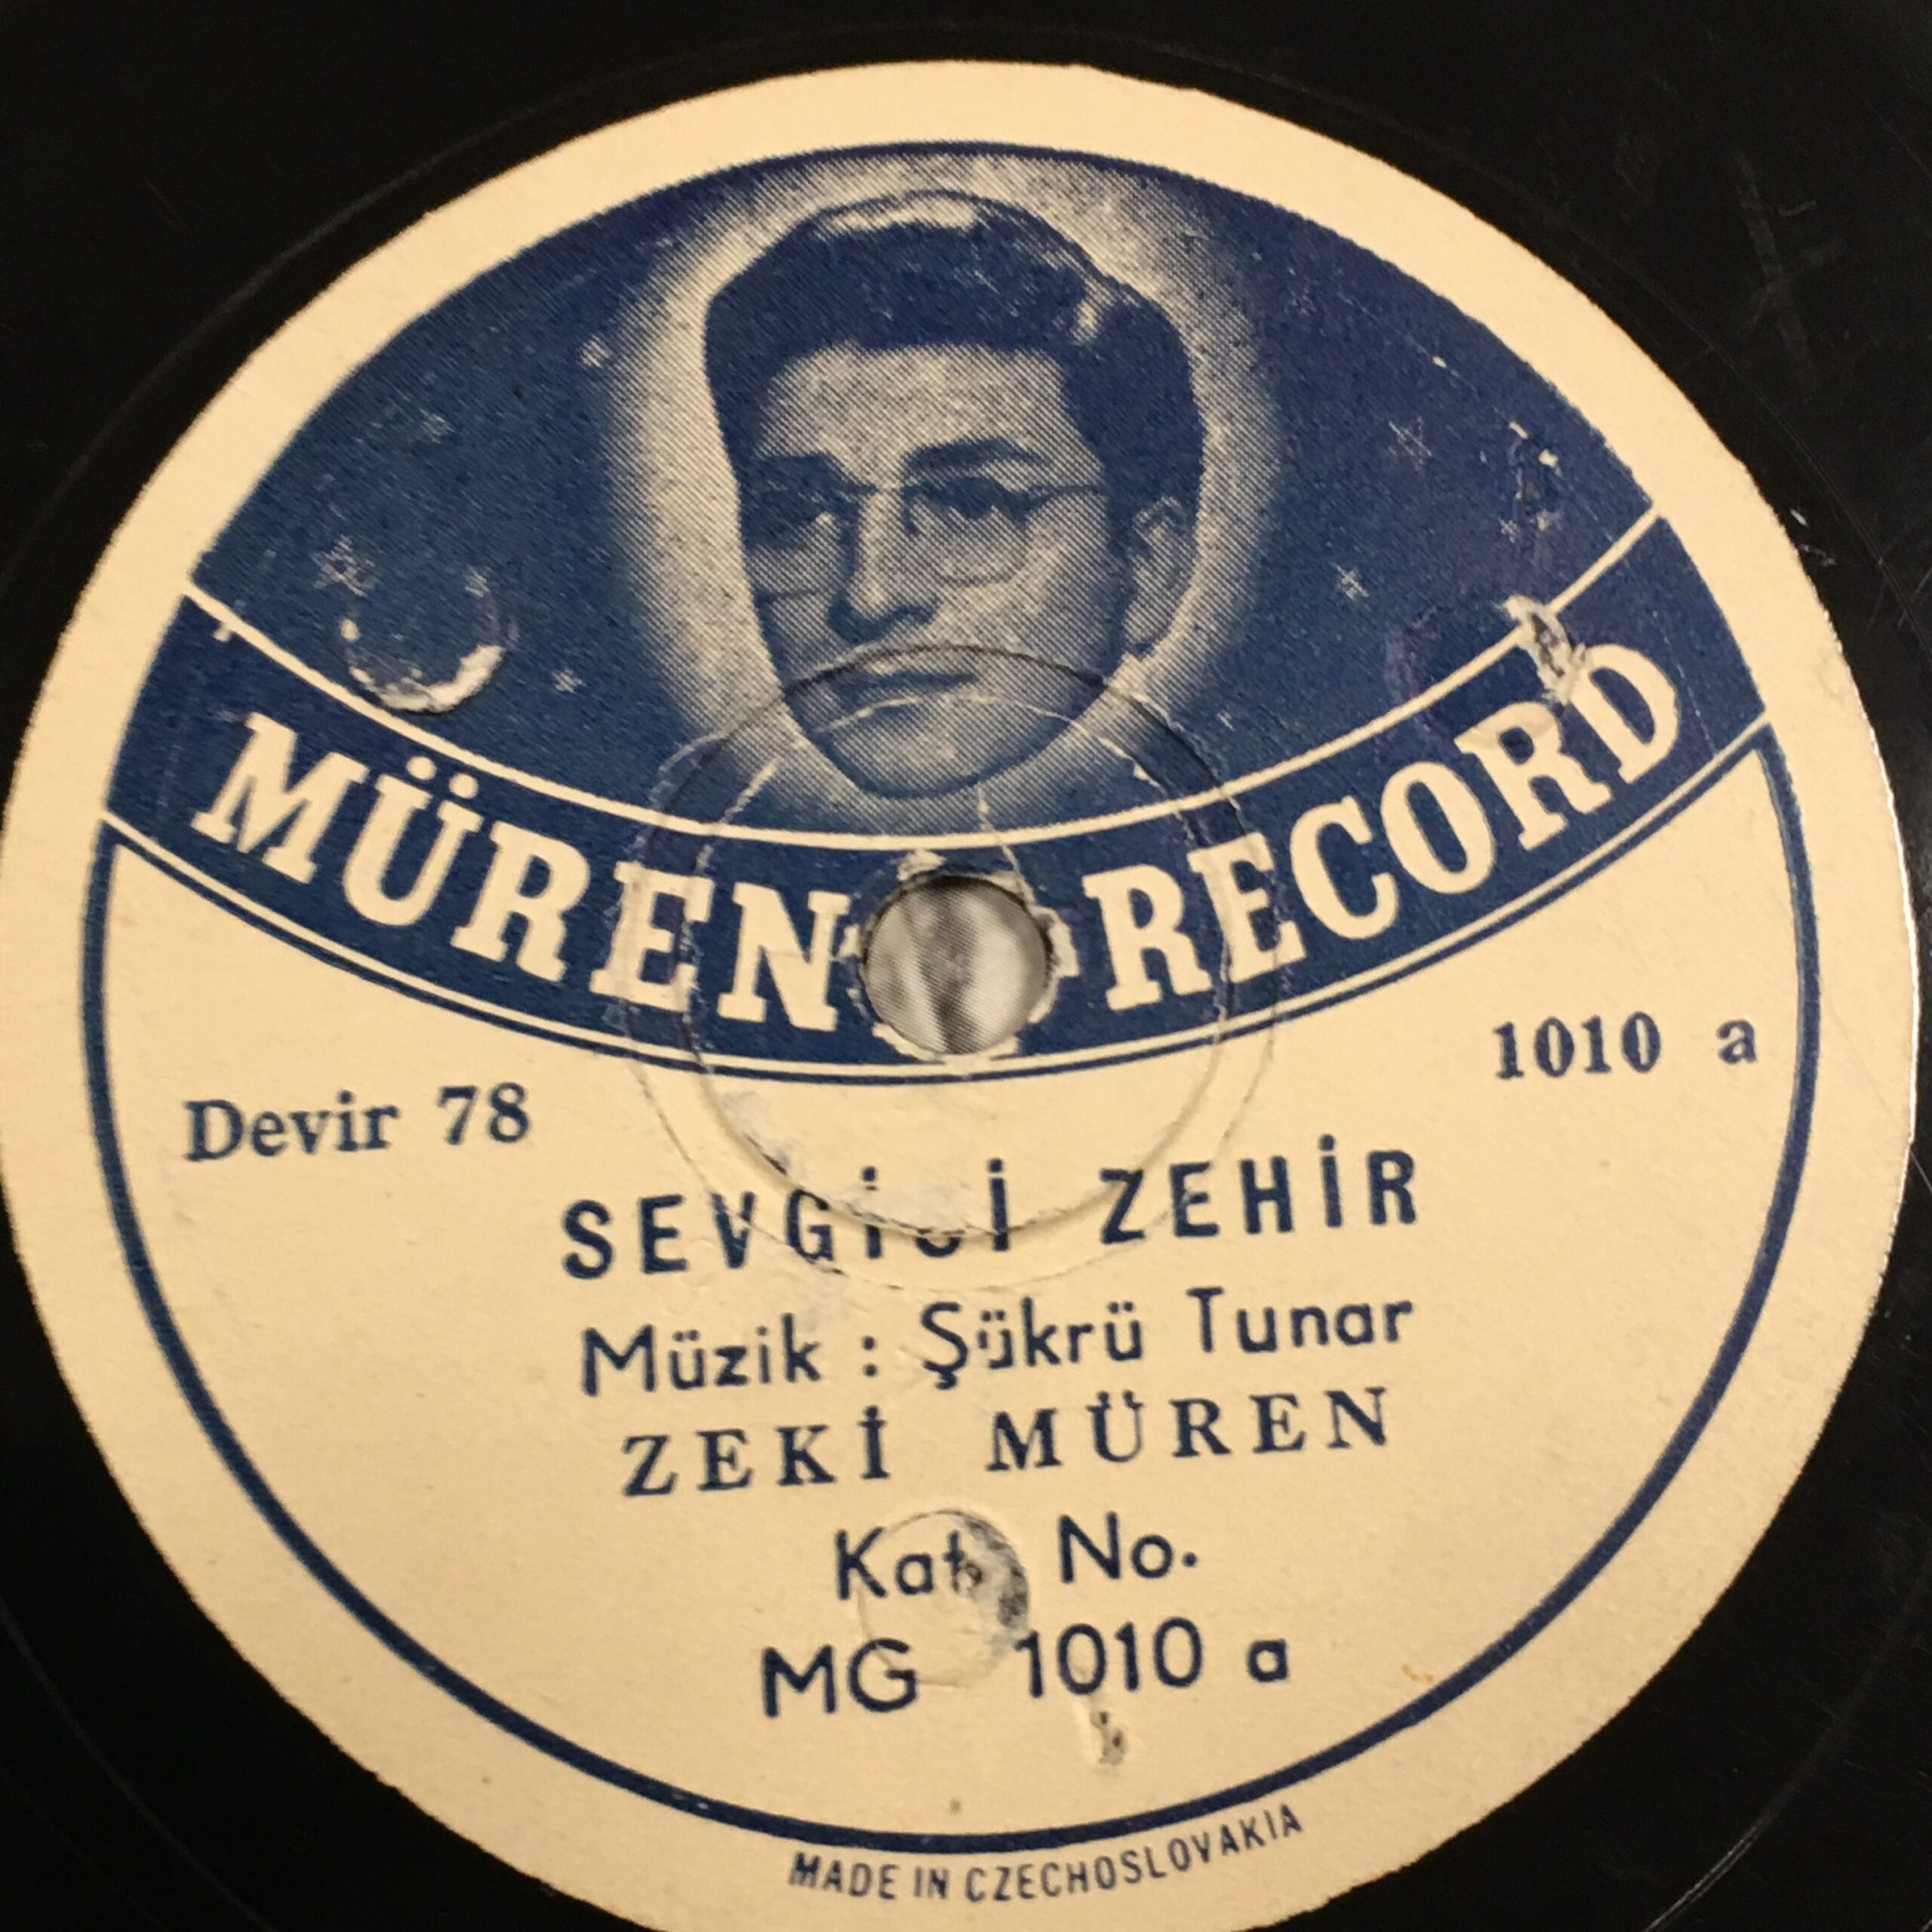 MÜREN RECORD
Devir 78
1010 a
SEVGİSİ ZEHİR
Müzik : Şükrü Tunar
ZEKİ MÜREN
Kat. No.
MG 1010 a
MADE IN CZECHOSLOVAKIA